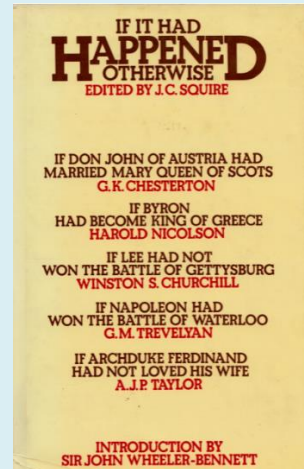 IF IT HAD
HAPPENED
OTHERWISE
EDITED BY J.C. SQUIRE
IF DON JOHN OF AUSTRIA HAD
MARRIED MARY QUEEN OF SCOTS
G.K. CHESTERTON
IF BYRON
HAD BECOME KING OF GREECE
HAROLD NICOLSON
IF LEE HAD NOT
WON THE BATTLE OF GETTYSBURG
WINSTON S. CHURCHILL
IF NAPOLEON HAD
WON THE BATTLE OF WATERLOO
G.M. TREVELYAN
IF ARCHDUKE FERDINAND
HAD NOT LOVED HIS WIFE
A.J.P. TAYLOR
INTRODUCTION BY
SIR JOHN WHEELER-BENNETT